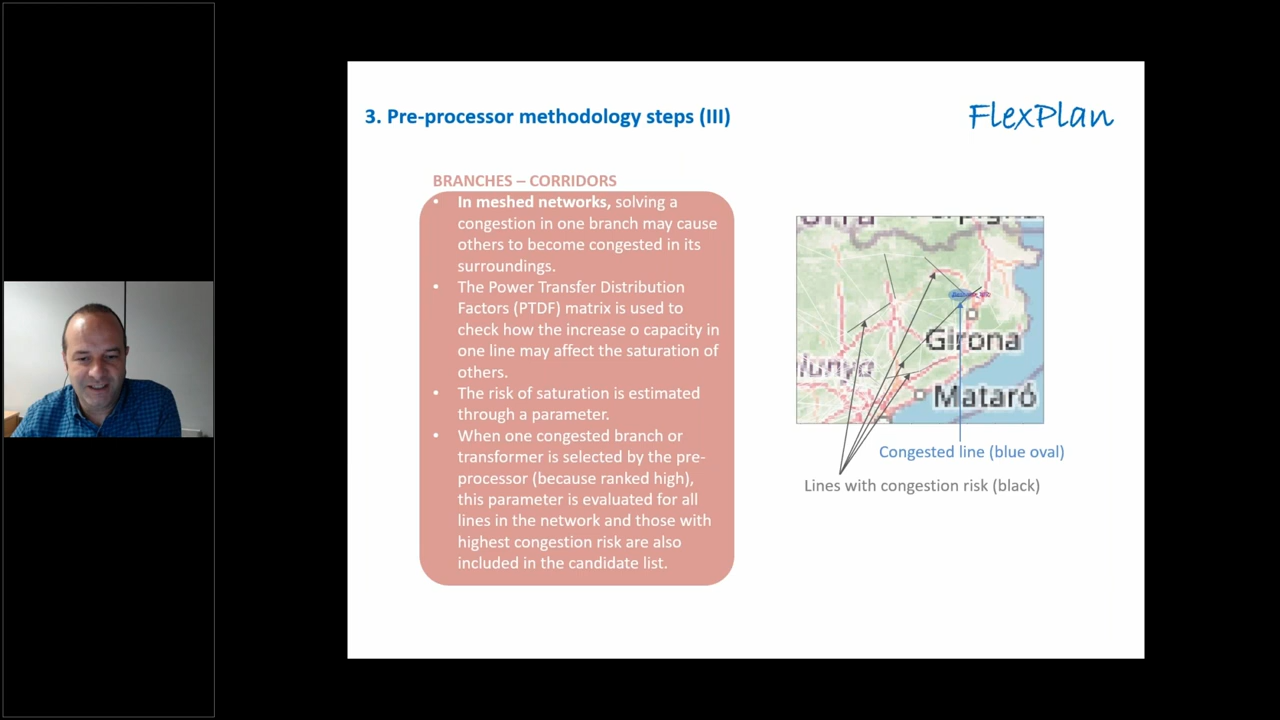 3. Pre-processor methodology steps (III)
FlexPlan
BRANCHES – CORRIDORS
• In meshed networks, solving a
congestion in one branch may cause
others to become congested in its
surroundings.
• The Power Transfer Distribution
Factors (PTDF) matrix is used to
check how the increase o capacity in
one line may affect the saturation of
others.
• The risk of saturation is estimated
through a parameter.
• When one congested branch or
transformer is selected by the pre-
processor (because ranked high),
this parameter is evaluated for all
lines in the network and those with
highest congestion risk are also
included in the candidate list.
Girona
lunya
Mataró
Congested line (blue oval)
Lines with congestion risk (black)